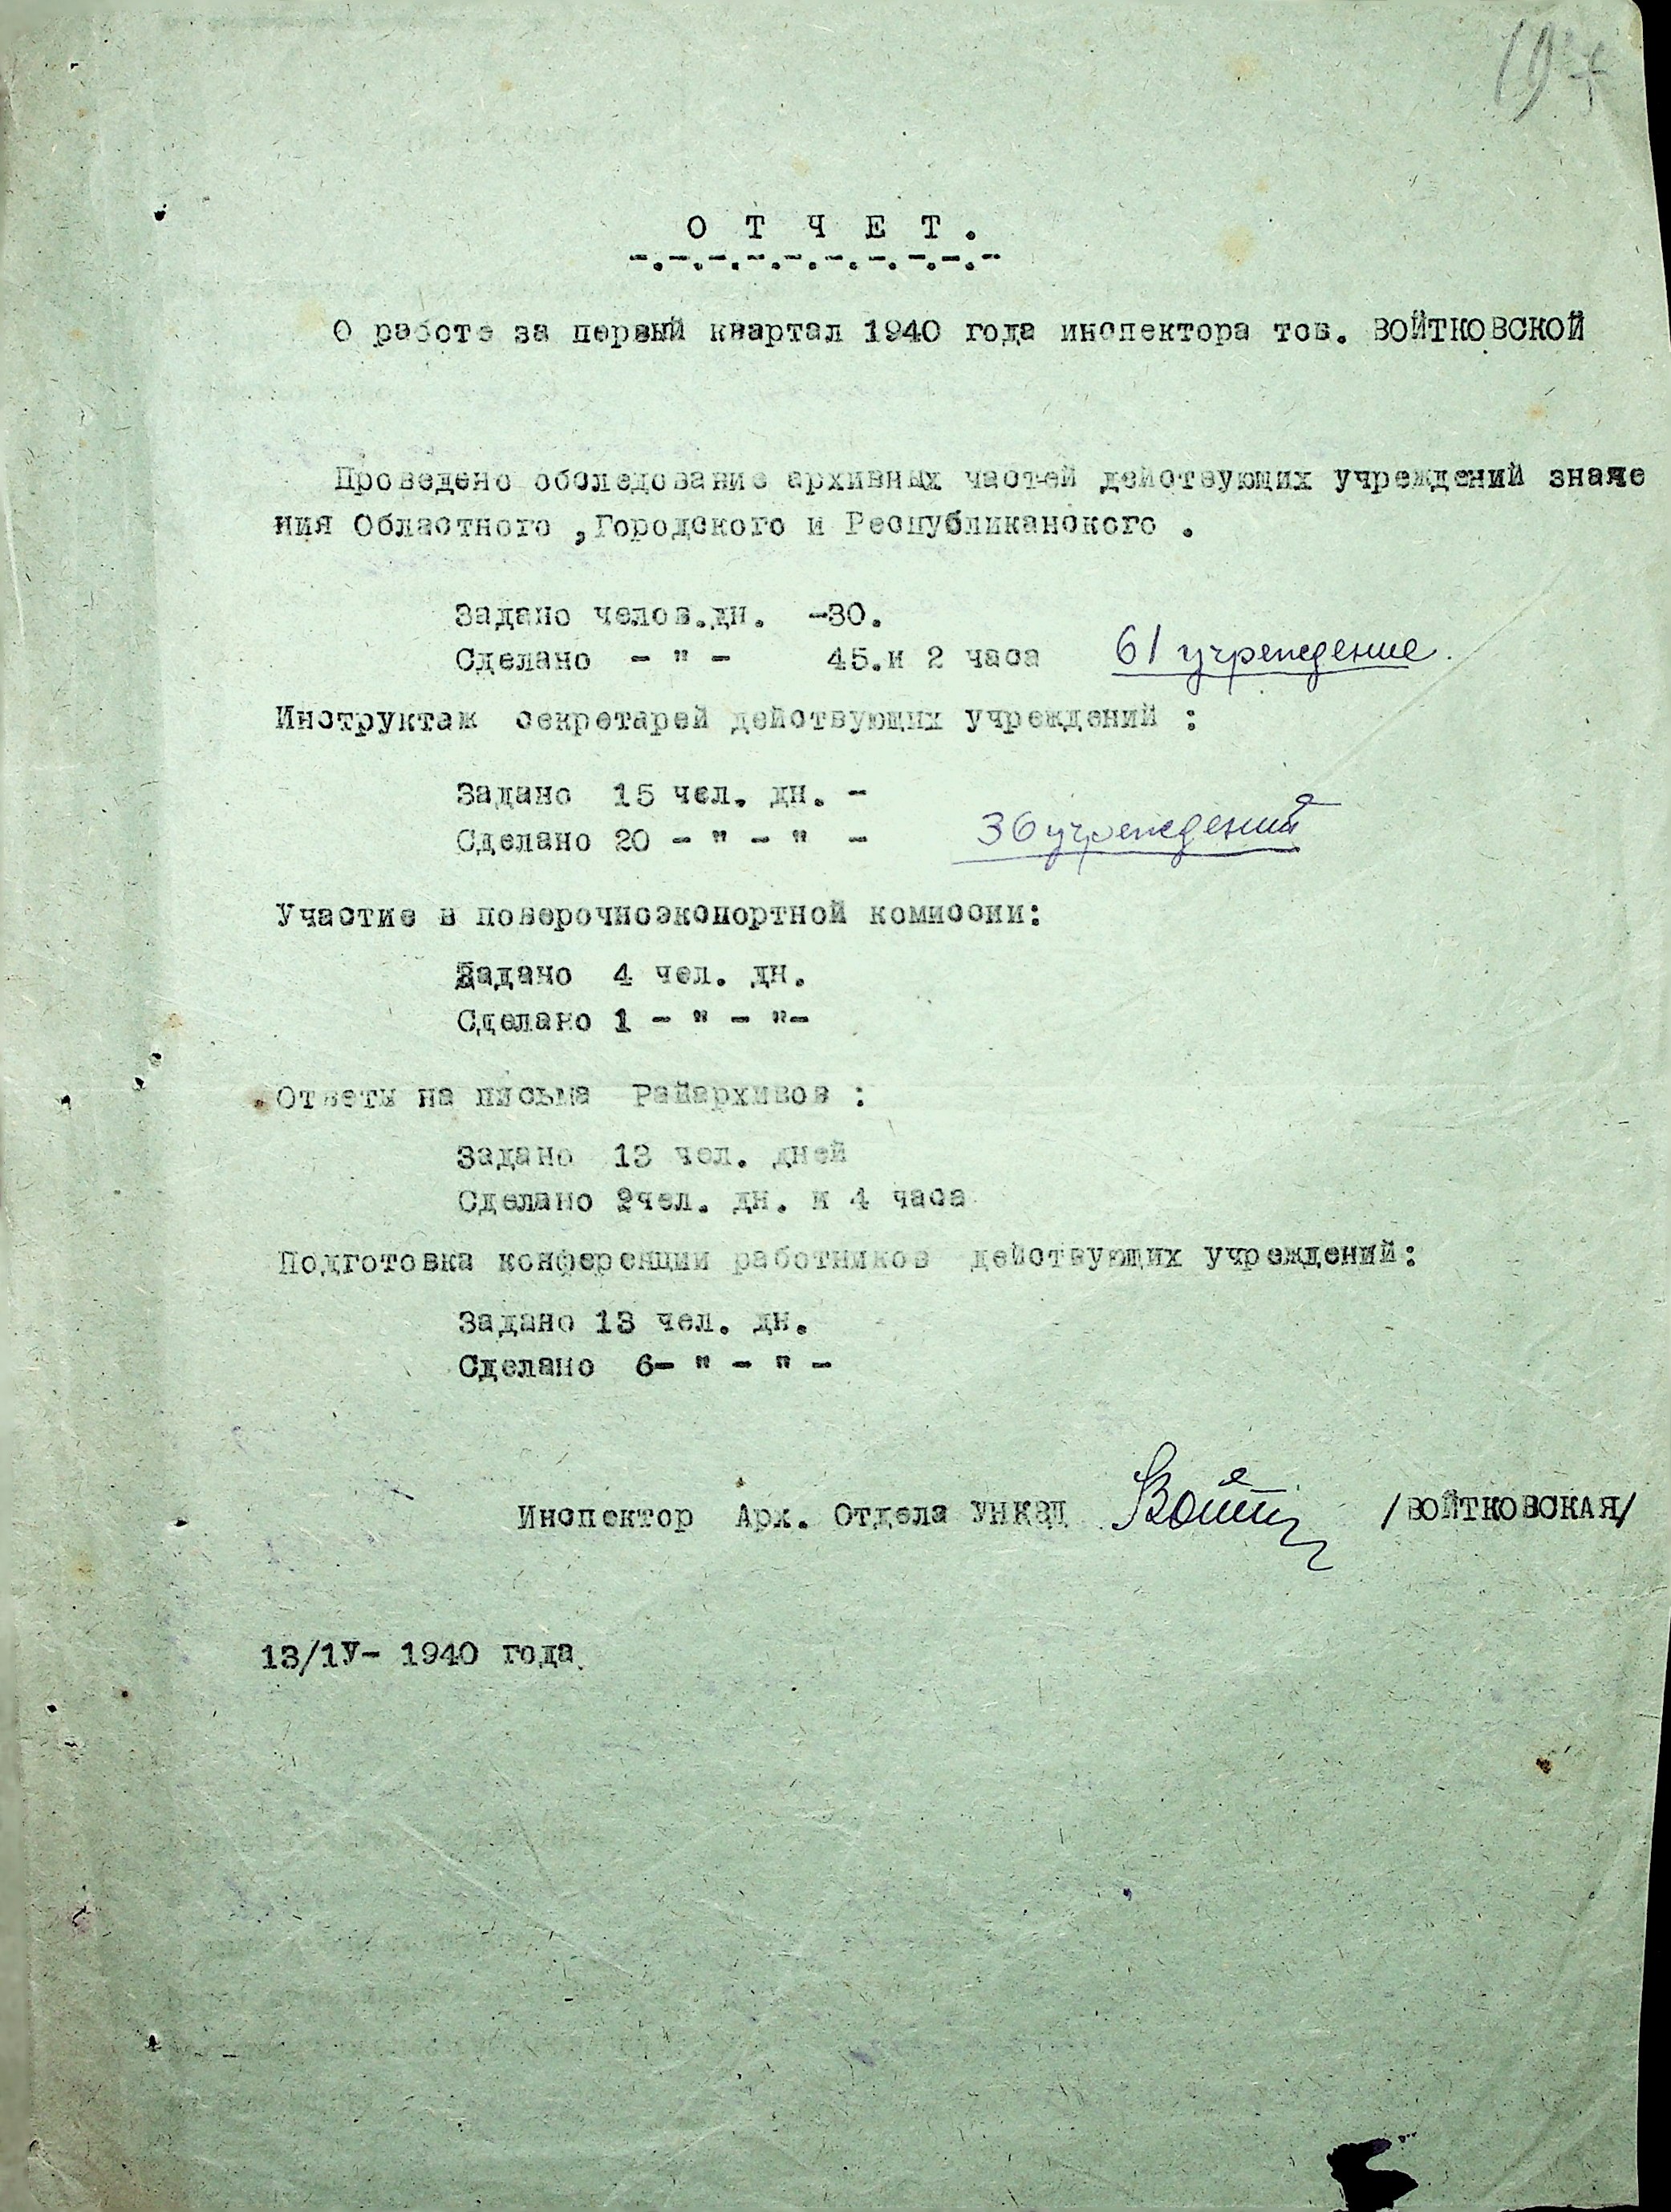 О Т Ч Е Т.
-.-.-.-.-.-.-.-.-.-
О работе за первый квартал 1940 года инспектора тов. ВОЙТКОВСКОЙ
Проведено обследование архивных частей действующих учреждений значе
ния Областного ,Городского и Республиканского .
Задано челов.дн. -30.
Сделано - " - 45.и 2 часа 61 учреждение.
Инструктаж секретарей действующих учреждений :
Задано 15 чел. дн. -
Сделано 20 - " - " - 36 учреждений
Участие в поверочноэкспортной комиссии:
Задано 4 чел. дн.
Сделано 1 - " - "-
Ответы на письма Райархивов :
Задано 13 чел. дней
Сделано 2чел. дн. и 4 часа
Подготовка конференции работников действующих учреждений:
Задано 13 чел. дн.
Сделано 6- " - " -
Инспектор Арх. Отдела УНКВД Войтк /ВОЙТКОВСКАЯ/
13/1У- 1940 года.